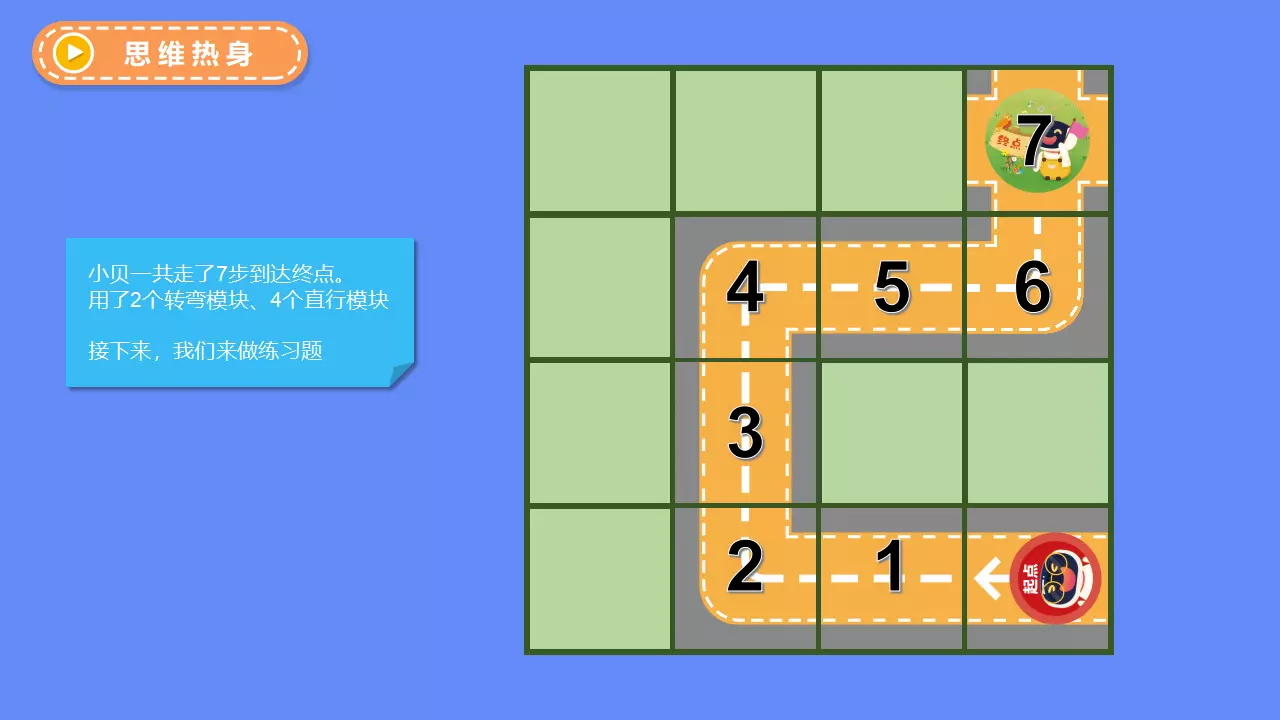 思维热身
小贝一共走了7步到达终点。
用了2个转弯模块、4个直行模块
接下来，我们来做练习题
终点
7
4
5
6
3
2
1
起点